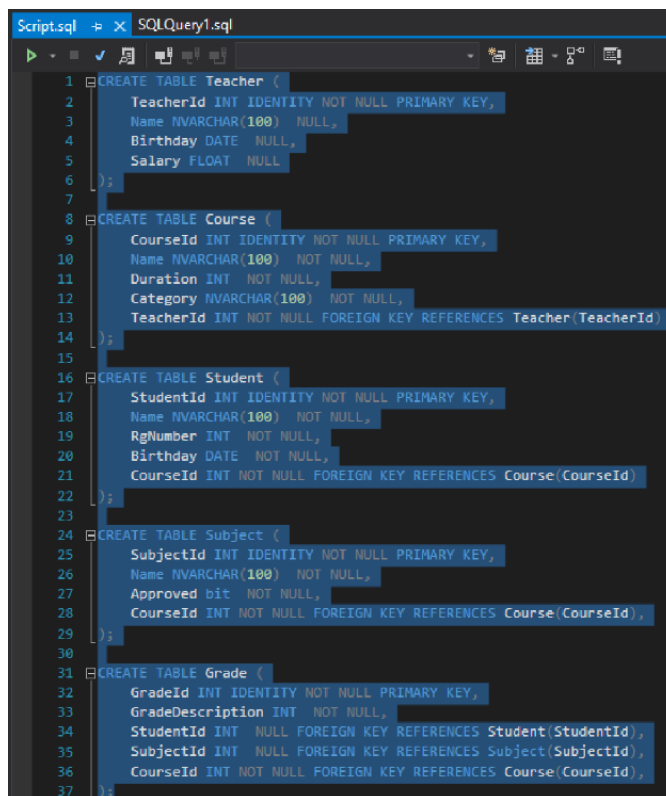 Script.sql SQLQuery1.sql
1 CREATE TABLE Teacher (
2 TeacherId INT IDENTITY NOT NULL PRIMARY KEY,
3 Name NVARCHAR(100)  NULL,
4 Birthday DATE  NULL,
5 Salary FLOAT  NULL
6 );
7
8 CREATE TABLE Course (
9 CourseId INT IDENTITY NOT NULL PRIMARY KEY,
10 Name NVARCHAR(100)  NOT NULL,
11 Duration INT  NOT NULL,
12 Category NVARCHAR(100)  NOT NULL,
13 TeacherId INT NOT NULL FOREIGN KEY REFERENCES Teacher(TeacherId)
14 );
15
16 CREATE TABLE Student (
17 StudentId INT IDENTITY NOT NULL PRIMARY KEY,
18 Name NVARCHAR(100)  NOT NULL,
19 RgNumber INT  NOT NULL,
20 Birthday DATE  NOT NULL,
21 CourseId INT NOT NULL FOREIGN KEY REFERENCES Course(CourseId)
22 );
23
24 CREATE TABLE Subject (
25 SubjectId INT IDENTITY NOT NULL PRIMARY KEY,
26 Name NVARCHAR(100)  NOT NULL,
27 Approved bit  NOT NULL,
28 CourseId INT NOT NULL FOREIGN KEY REFERENCES Course(CourseId),
29 );
30
31 CREATE TABLE Grade (
32 GradeId INT IDENTITY NOT NULL PRIMARY KEY,
33 GradeDescription INT  NOT NULL,
34 StudentId INT  NULL FOREIGN KEY REFERENCES Student(StudentId),
35 SubjectId INT  NULL FOREIGN KEY REFERENCES Subject(SubjectId),
36 CourseId INT NOT NULL FOREIGN KEY REFERENCES Course(CourseId),
37 );